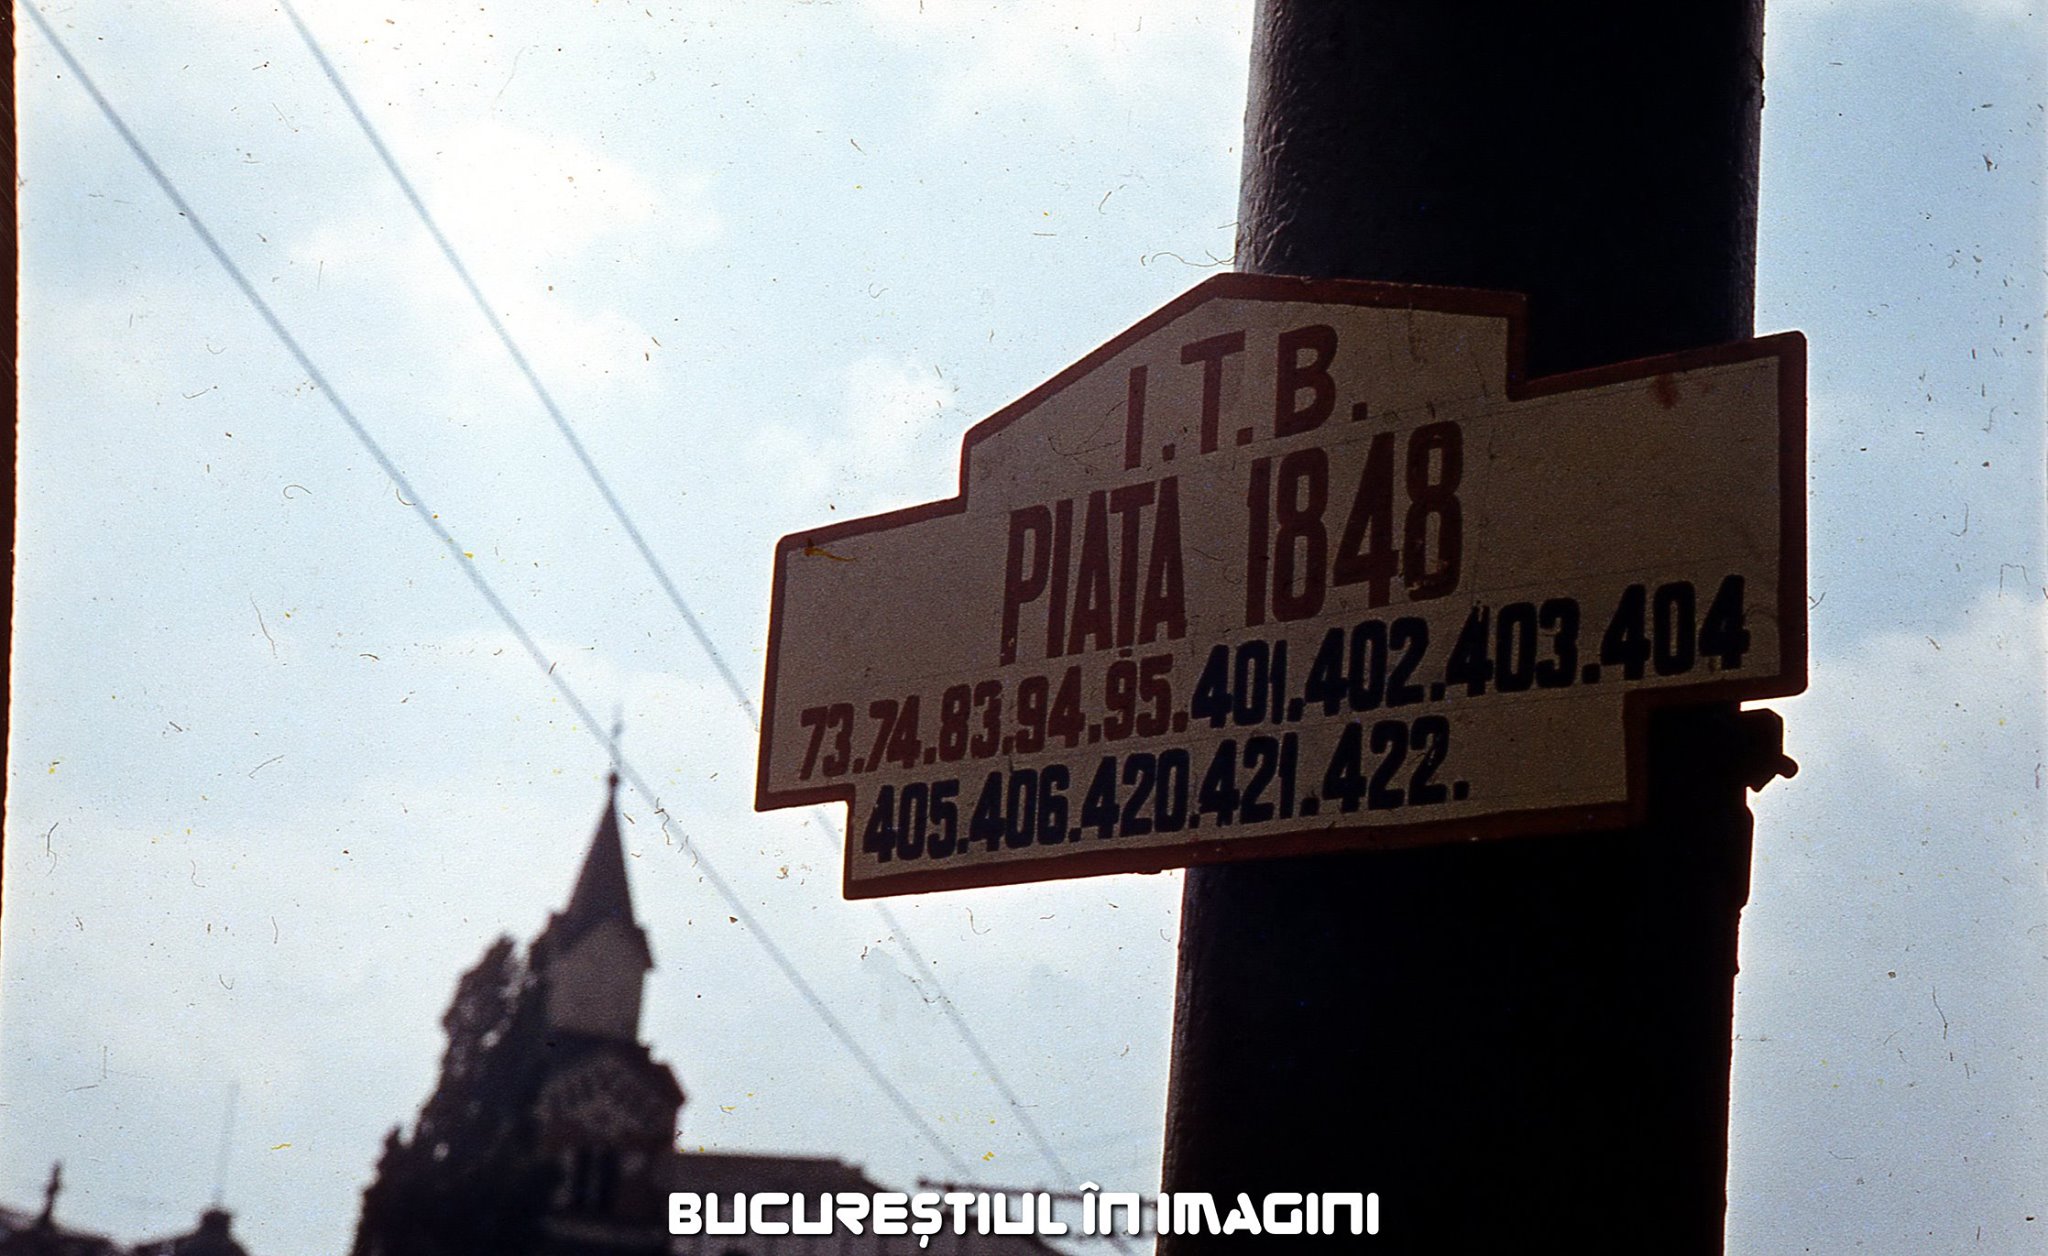 I.T.B.
PIAȚA 1848
73.74.83.94.95.401.402.403.404
405.406.420.421.422.
BUCUREȘTIUL ÎN IMAGINI